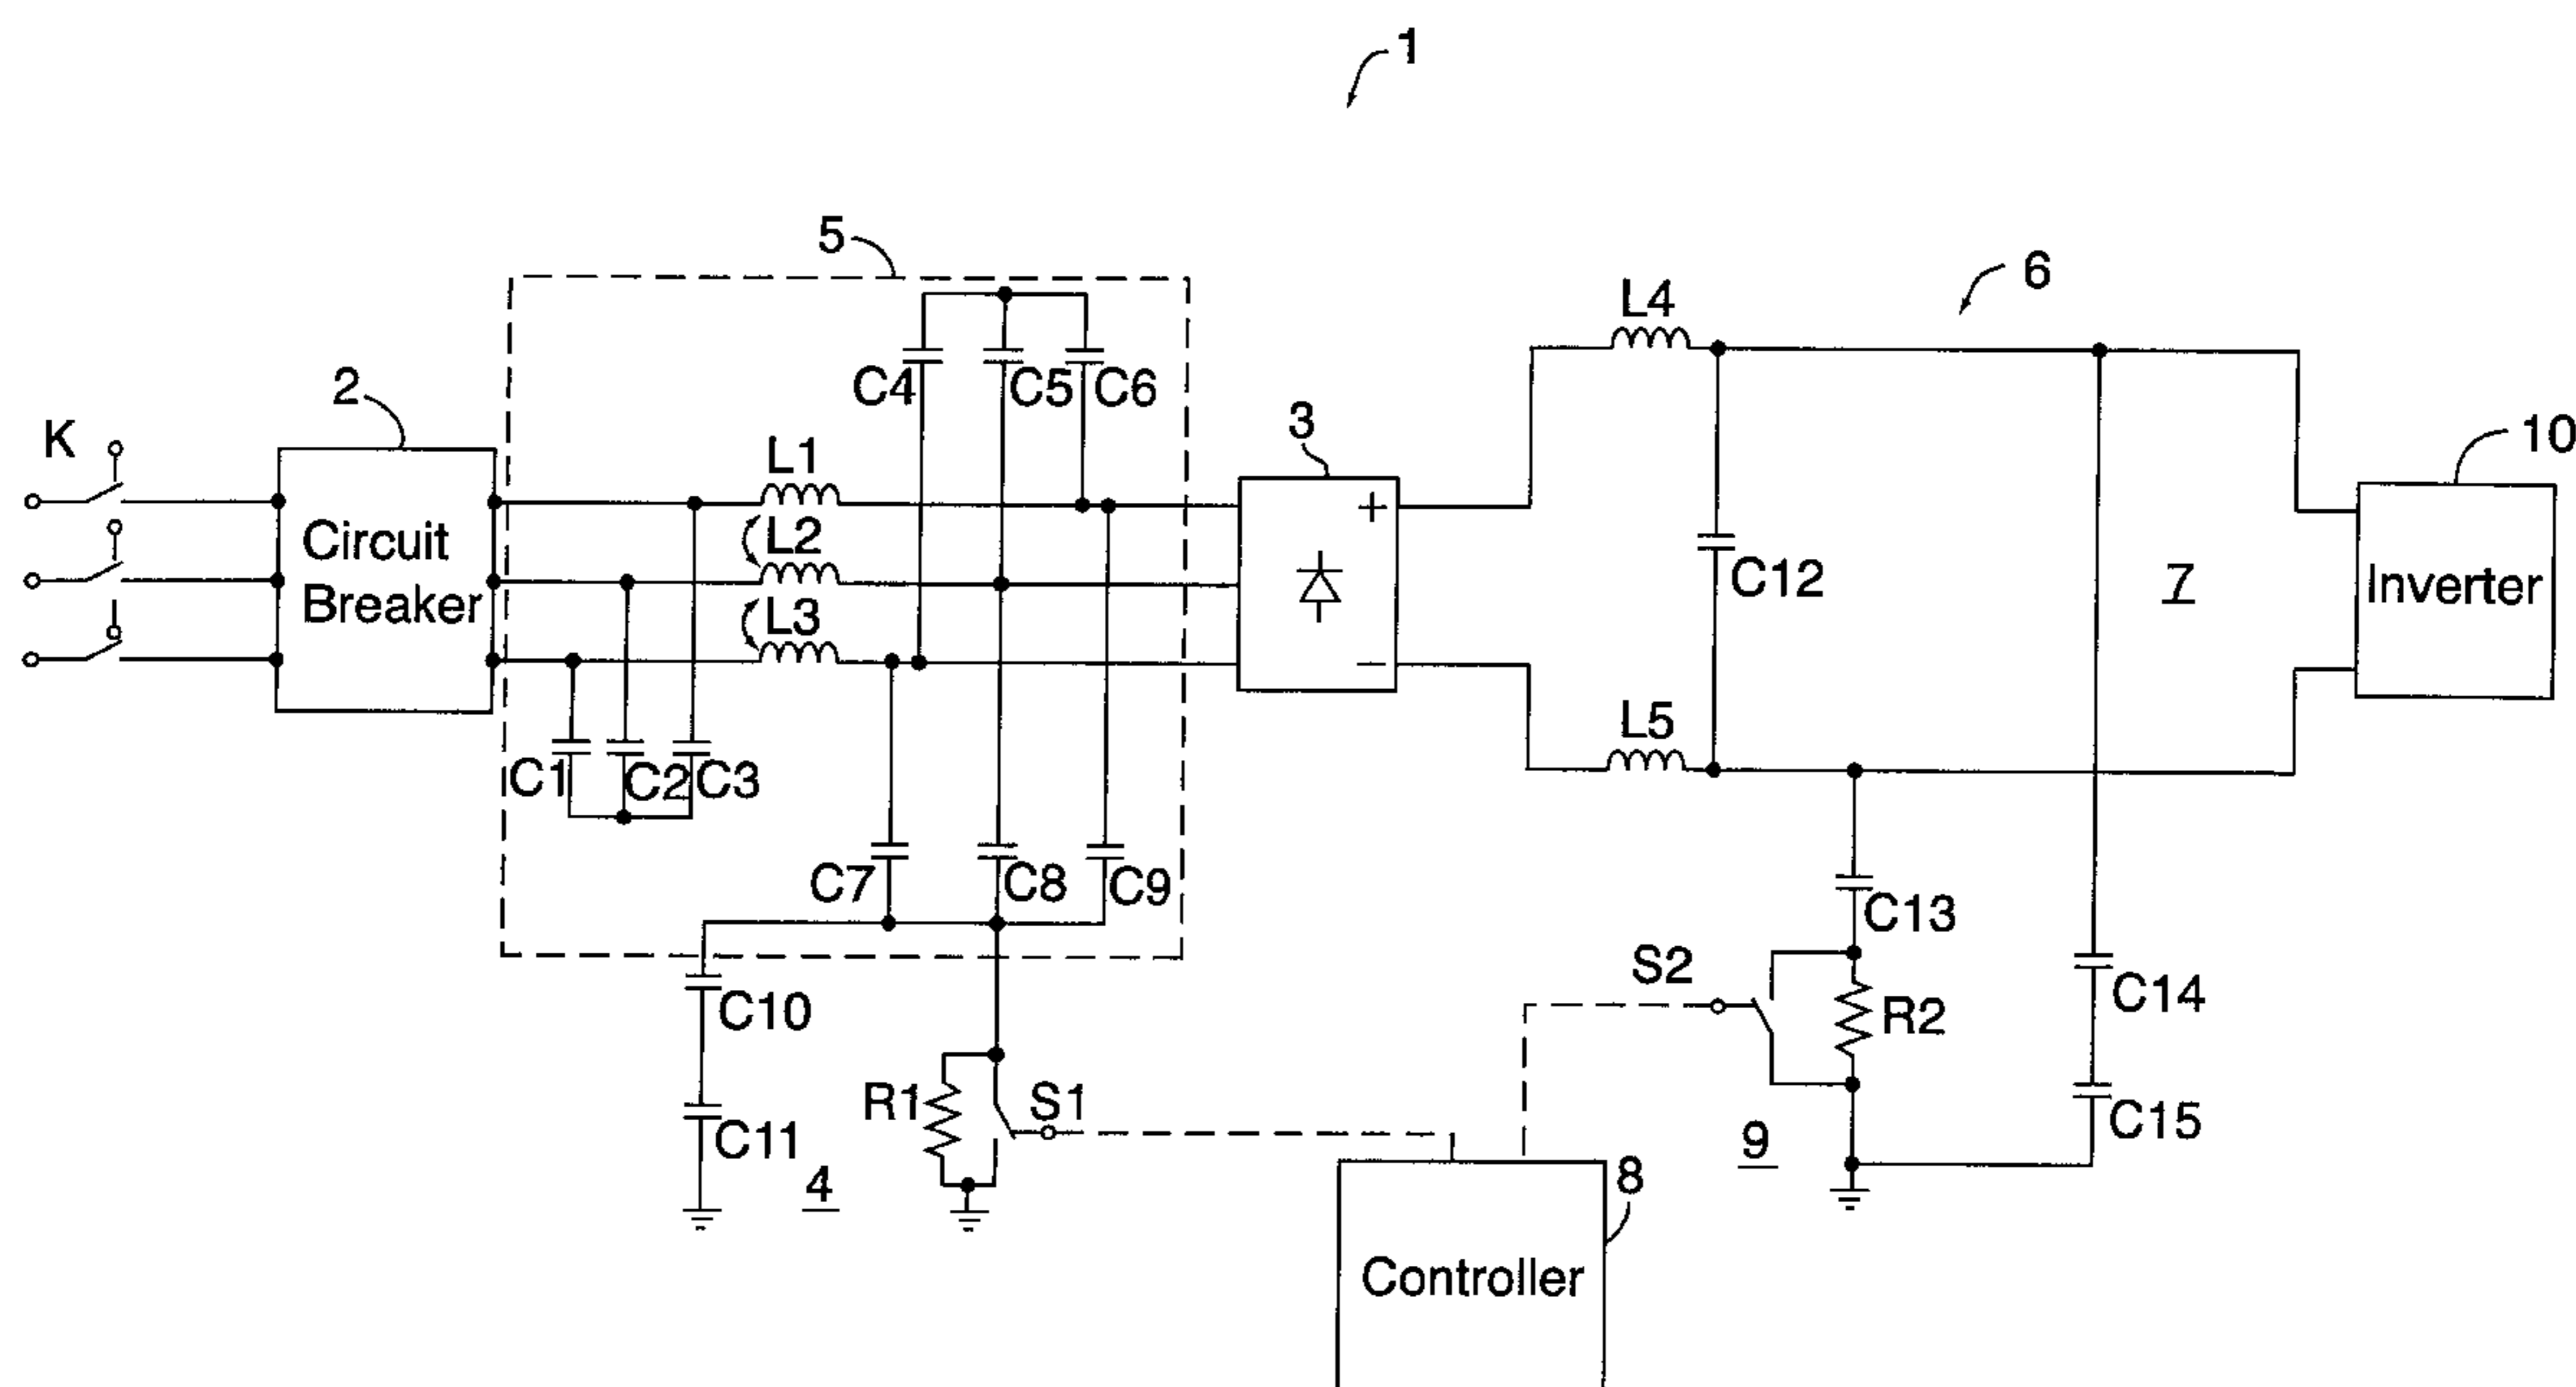 1
5
6
L4
2
C4
C5
C6
K
3
10
L1
Circuit
Breaker
L2
+
C12
7
Inverter
L3
−
L5
C1
C2
C3
C7
C8
C9
C13
S2
C10
R2
C14
R1
S1
C11
C15
4
9
8
Controller